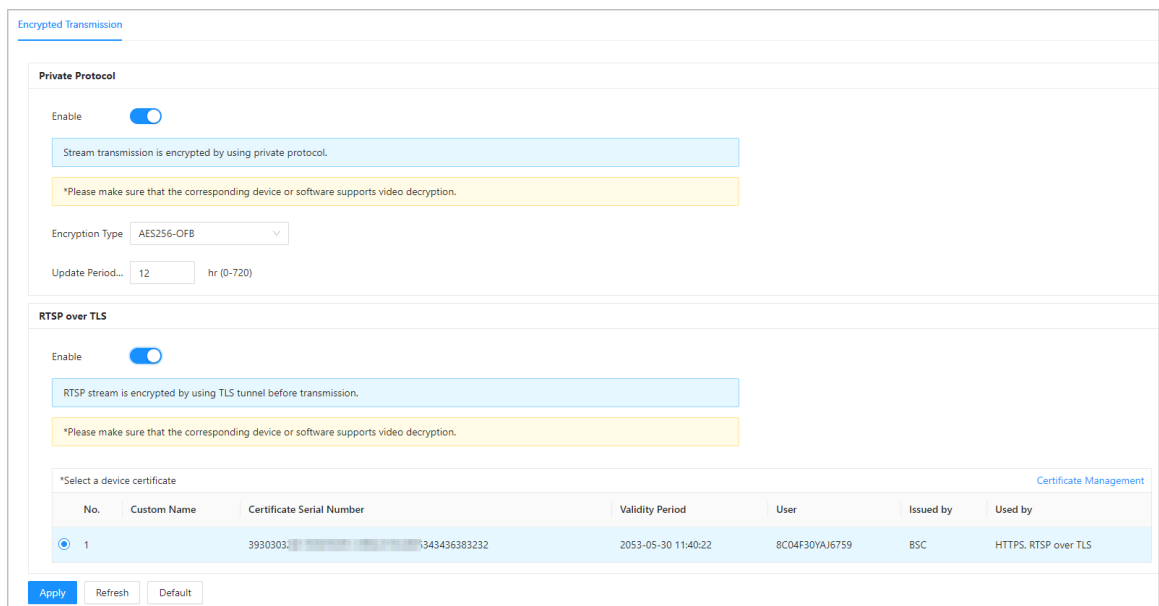 Encrypted Transmission
Private Protocol
Enable
Stream transmission is encrypted by using private protocol.
*Please make sure that the corresponding device or software supports video decryption.
Encryption Type AES256-OFB
Update Period... 12 hr (0-720)
RTSP over TLS
Enable
RTSP stream is encrypted by using TLS tunnel before transmission.
*Please make sure that the corresponding device or software supports video decryption.
*Select a device certificate Certificate Management
No. Custom Name Certificate Serial Number Validity Period User Issued by Used by
1 2053-05-30 11:40:22 8C04F30YAJ6759 BSC HTTPS, RTSP over TLS
Apply Refresh Default